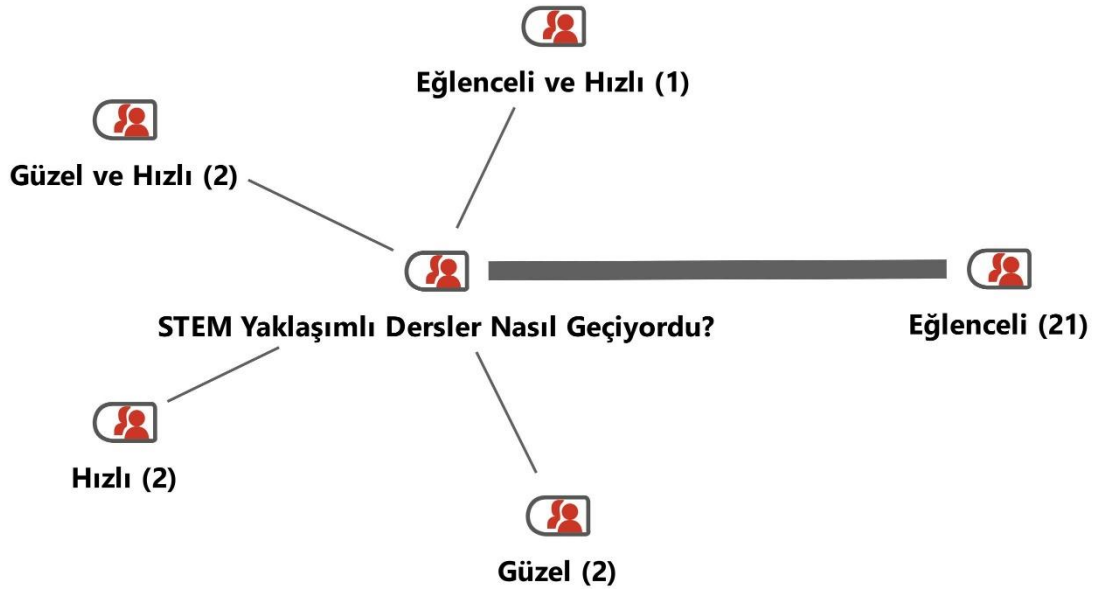 Eğlenceli ve Hızlı (1)
Güzel ve Hızlı (2)
STEM Yaklaşımlı Dersler Nasıl Geçiyordu?
Eğlenceli (21)
Hızlı (2)
Güzel (2)